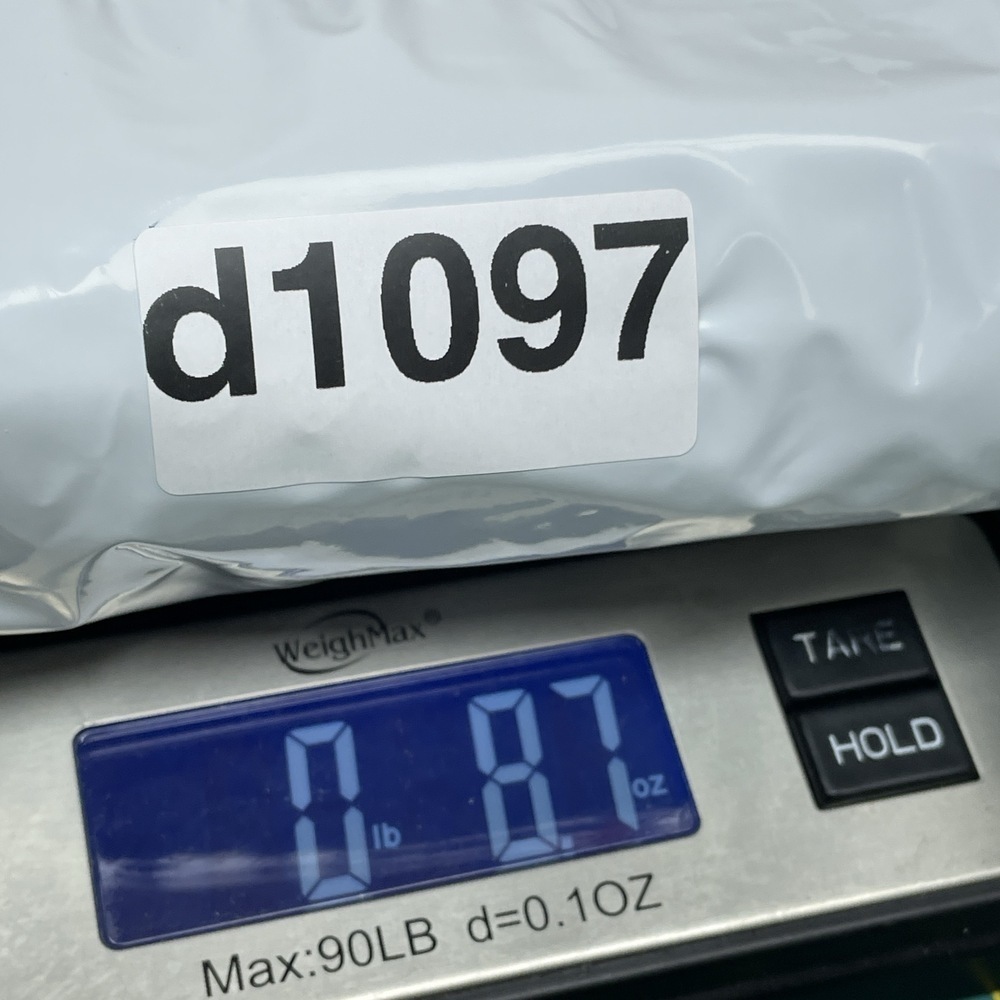 d1097
WeighMax®
TARE
0 lb 8.7 oz
HOLD
Max:90LB d=0.1OZ